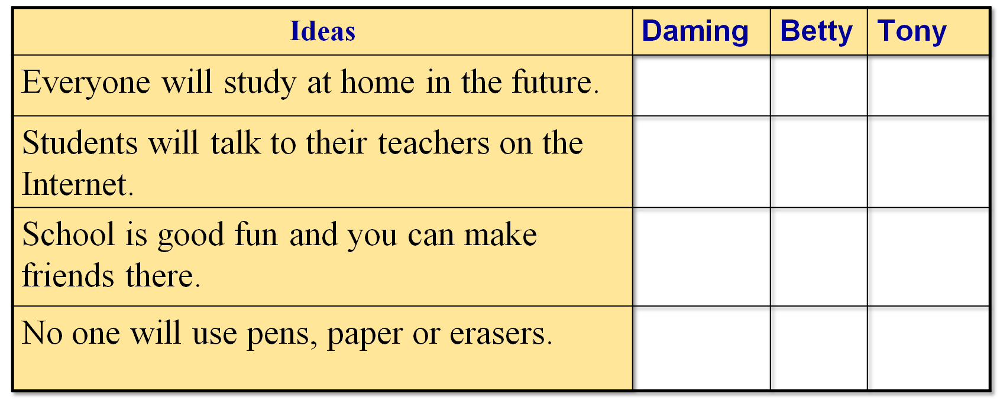 Ideas Daming Betty Tony
Everyone will study at home in the future.
Students will talk to their teachers on the
Internet.
School is good fun and you can make
friends there.
No one will use pens, paper or erasers.